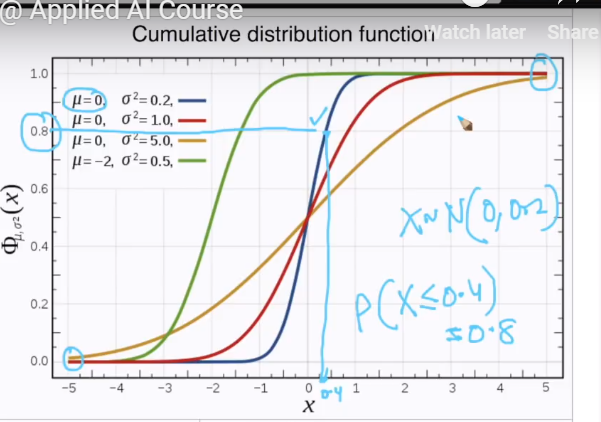 @ Applied AI Course
Watch later Share
Cumulative distribution function
μ=0, σ²=0.2,
μ=0, σ²=1.0,
μ=0, σ²=5.0,
μ=−2, σ²=0.5,
1.0
0.8
0.6
0.4
0.2
0.0
Φμ,σ²(x)
X~N(0, 0.2)
P(X≤0.4)
=0.8
−5 −4 −3 −2 −1 0 1 2 3 4 5
0.4
X